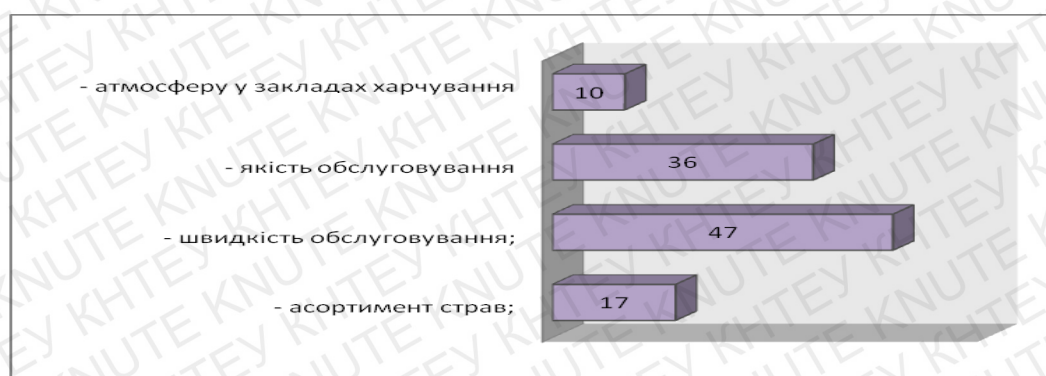 - атмосферу у закладах харчування
10
- якість обслуговування
36
- швидкість обслуговування;
47
- асортимент страв;
17